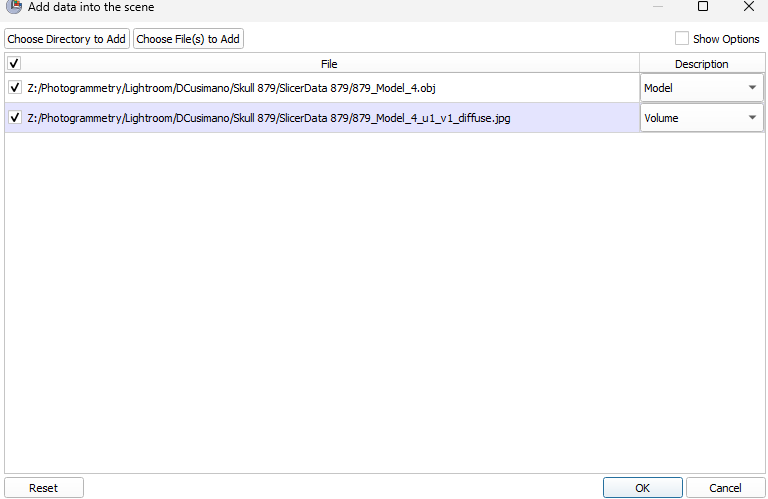 Add data into the scene
Choose Directory to Add Choose File(s) to Add Show Options
File Description
Z:/Photogrammetry/Lightroom/DCusimano/Skull 879/SlicerData 879/879_Model_4.obj Model
Z:/Photogrammetry/Lightroom/DCusimano/Skull 879/SlicerData 879/879_Model_4_u1_v1_diffuse.jpg Volume
Reset OK Cancel